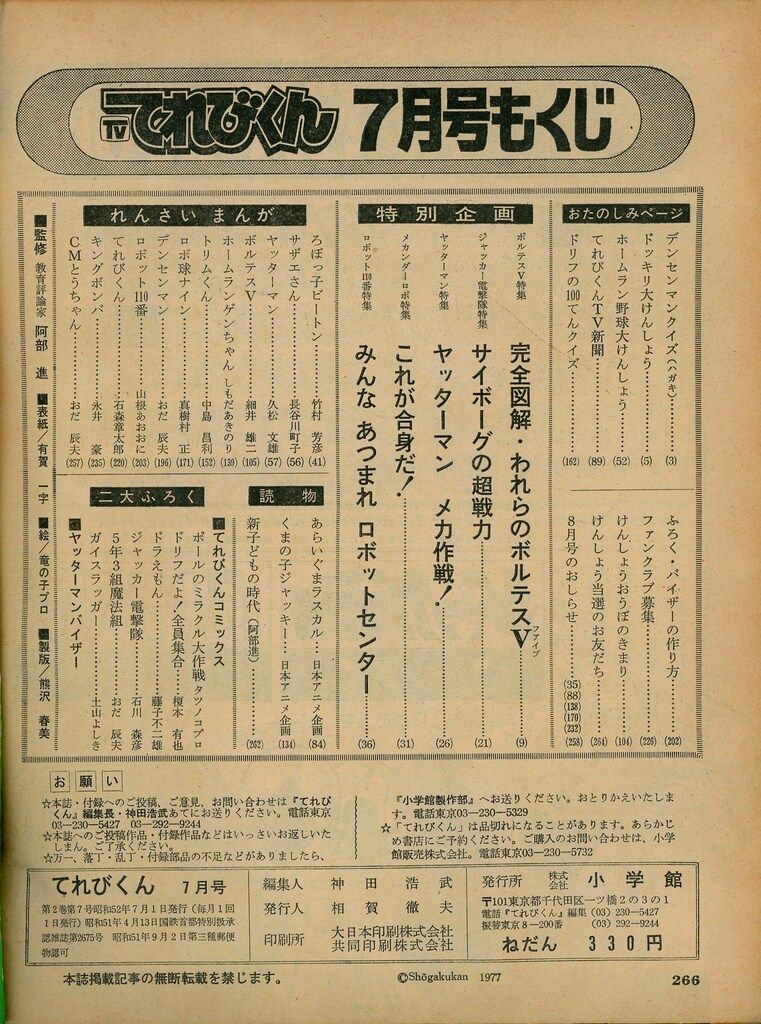 TVてれびくん 7月号もくじ
おたのしみページ
デンセンマンクイズ(ハガキ)…………(3)
ドッキリ大けんしょう…………(5)
ホームラン野球大けんしょう…………(52)
てれびくんTV新聞…………(89)
ドリフの100てんクイズ…………(162)
ふろく・バイザーの作り方…………(202)
ファンクラブ募集…………(226)
けんしょうおうぼのきまり…………(194)
けんしょう当選のお友だち…………(264)
8月号のおしらせ…………(35)(88)(138)(170)(232)(258)
特別企画
ボルテスV特集
完全図解・われらのボルテスV…………(9)
ファイブ
ジャッカー電撃隊特集
サイボーグの超戦力…………(21)
ヤッターマン特集
ヤッターマン メカ作戦!…………(26)
メカンダーロボ特集
これが合身だ!…………(31)
ロボット110番特集
みんな あつまれ ロボットセンター…………(36)
れんさい まんが
ろぼっ子ビートン…………竹村 芳彦(41)
サザエさん…………長谷川町子(56)
ヤッターマン…………久松 文雄(57)
ボルテスV…………細井 雄二(105)
ホームランゲンちゃん しもだあきのり(139)
トリムくん…………中島 昌利(152)
ロボ球ナイン…………真樹村 正(171)
デンセンマン…………おだ 辰夫(196)
ロボット110番…………山根あおおに(203)
てれびくん…………石森章太郎(220)
キングボンバ…………永井 豪(235)
CMとうちゃん…………おだ 辰夫(257)
読物
あらいぐまラスカル…日本アニメ企画(84)
くまの子ジャッキー…日本アニメ企画(134)
新子どもの時代(阿部進)…………(262)
二大ふろく
■てれびくんコミックス
ポールのミラクル大作戦 タツノコプロ
ドリフだよ!全員集合…………榎本 有也
ドラえもん…………藤子不二雄
ジャッカー電撃隊…………石川 森彦
5年3組魔法組…………おだ 辰夫
ガイスラッガー…………土山よしき
■ヤッターマンバイザー
■監修 教育評論家 阿部 進 ■表紙/有賀 一字 ■絵/竜の子プロ ■製版/熊沢 春美
お願い
☆本誌・付録へのご投稿、ご意見、お問い合わせは『てれび
くん』編集長・神田浩武あてにお送りください。電話東京
03―230―5427 03―292―9244
☆本誌へのご投稿作品・付録作品などはいっさいお返しいた
しません。ご了承ください。
☆万一、落丁・乱丁・付録部品の不足などがありましたら、
『小学館製作部』へお送りください。おとりかえいたしま
す。電話東京03―230―5329
☆「てれびくん」は品切れになることがあります。あらかじ
め書店にご予約ください。ご購入のお問い合わせは、小学
館販売株式会社。電話東京03―230―5732
てれびくん 7月号
第2巻第7号昭和52年7月1日発行(毎月1回
1日発行)昭和51年4月13日国鉄首都特別扱承
認雑誌第2675号 昭和51年9月2日第三種郵便
物認可
編集人 神田浩武
発行人 相賀徹夫
印刷所 大日本印刷株式会社
共同印刷株式会社
発行所 株式会社 小学館
〒101東京都千代田区一ツ橋2の3の1
電話『てれびくん』編集(03)230―5427
振替東京8―200番 (03)292―9244
ねだん 330円
本誌掲載記事の無断転載を禁じます。
©Shōgakukan 1977
266